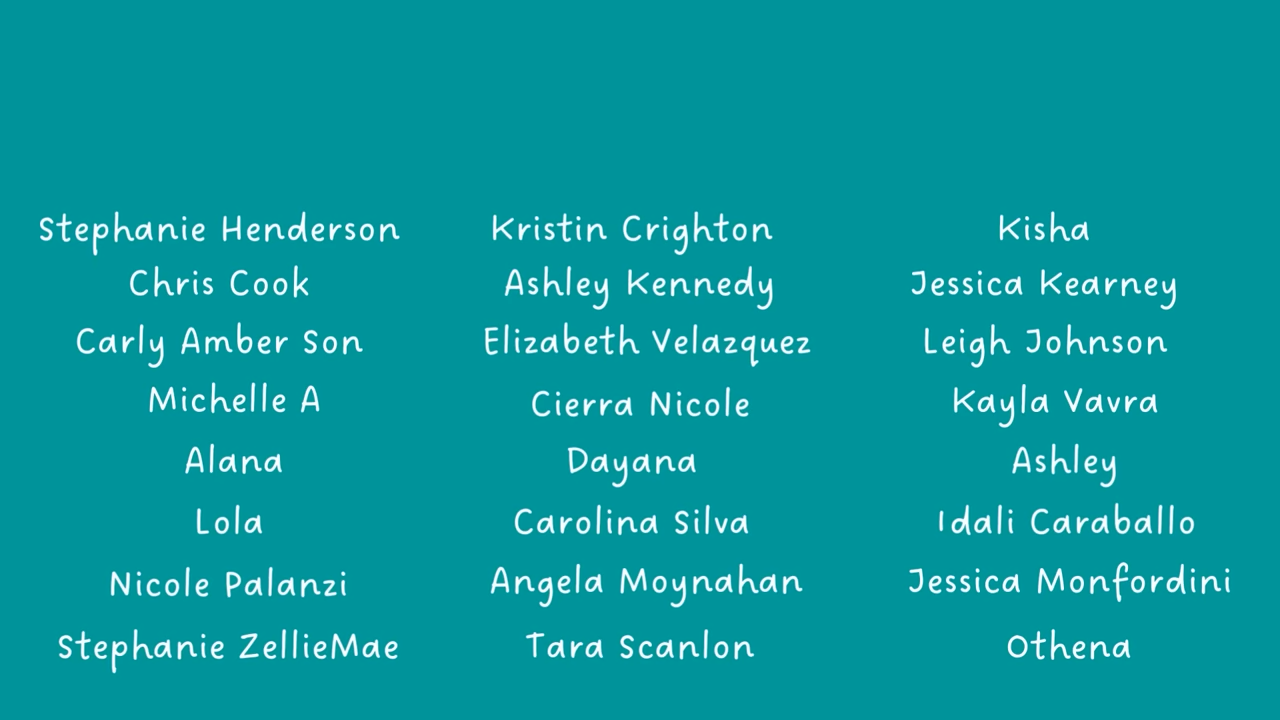 Stephanie Henderson
Chris Cook
Carly Amber Son
Michelle A
Alana
Lola
Nicole Palanzi
Stephanie ZellieMae
Kristin Crighton
Ashley Kennedy
Elizabeth Velazquez
Cierra Nicole
Dayana
Carolina Silva
Angela Moynahan
Tara Scanlon
Kisha
Jessica Kearney
Leigh Johnson
Kayla Vavra
Ashley
Idali Caraballo
Jessica Monfordini
Othena